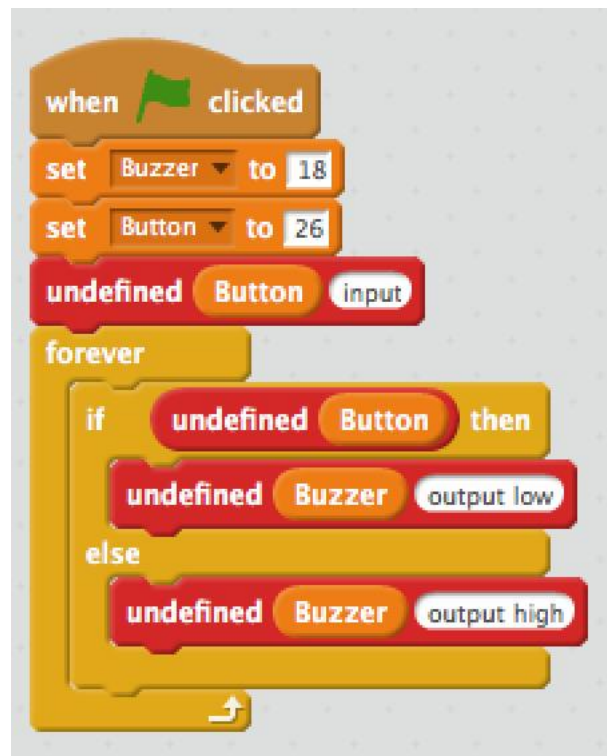 when clicked
set Buzzer to 18
set Button to 26
undefined Button input
forever
if undefined Button then
undefined Buzzer output low
else
undefined Buzzer output high